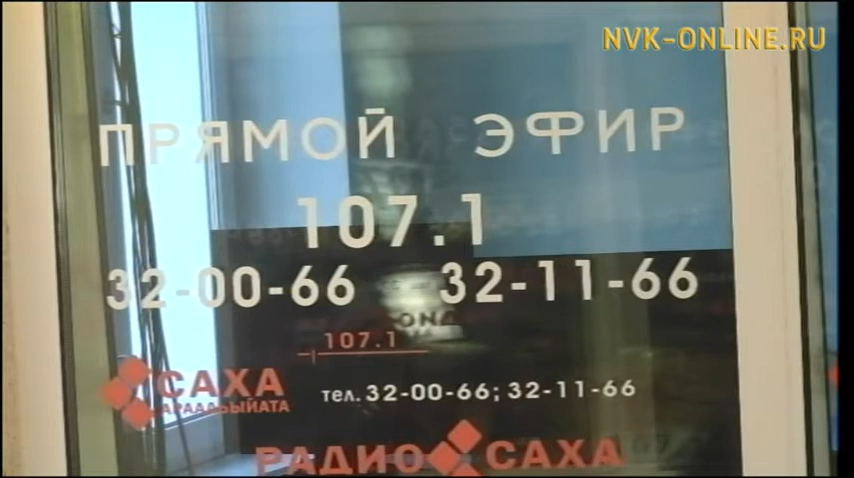 NVK-ONLINE.RU
ПРЯМОЙ ЭФИР
107.1
32-00-66 32-11-66
107.1
САХА
тел. 32-00-66; 32-11-66
РАДИО САХА